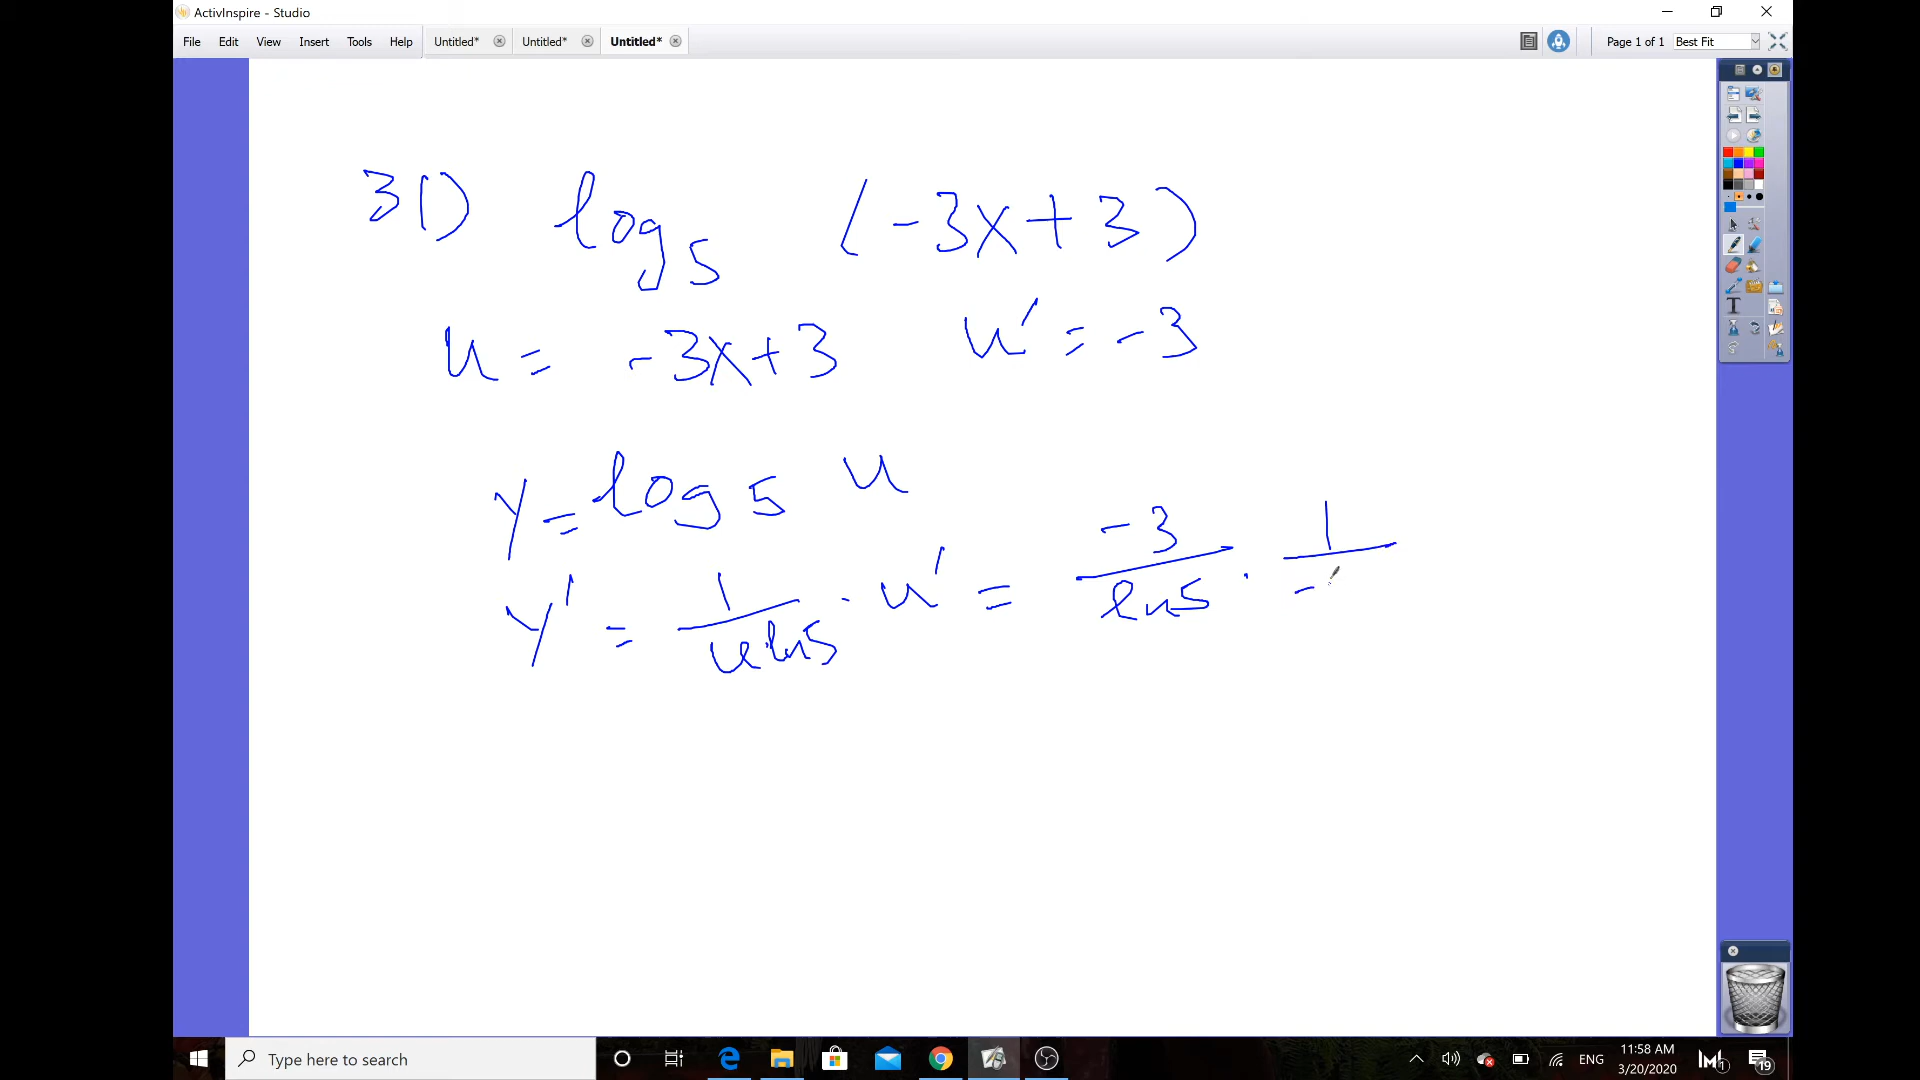 ActivInspire - Studio
File Edit View Insert Tools Help Untitled* Untitled* Untitled* Page 1 of 1 Best Fit
31) log₅ (-3x+3)
u = -3x+3 u' = -3
y = log₅ u
y' = 1/(u ln5) · u' = -3/ln5 · 1/-
T
Type here to search
ENG
11:58 AM
3/20/2020
1
19